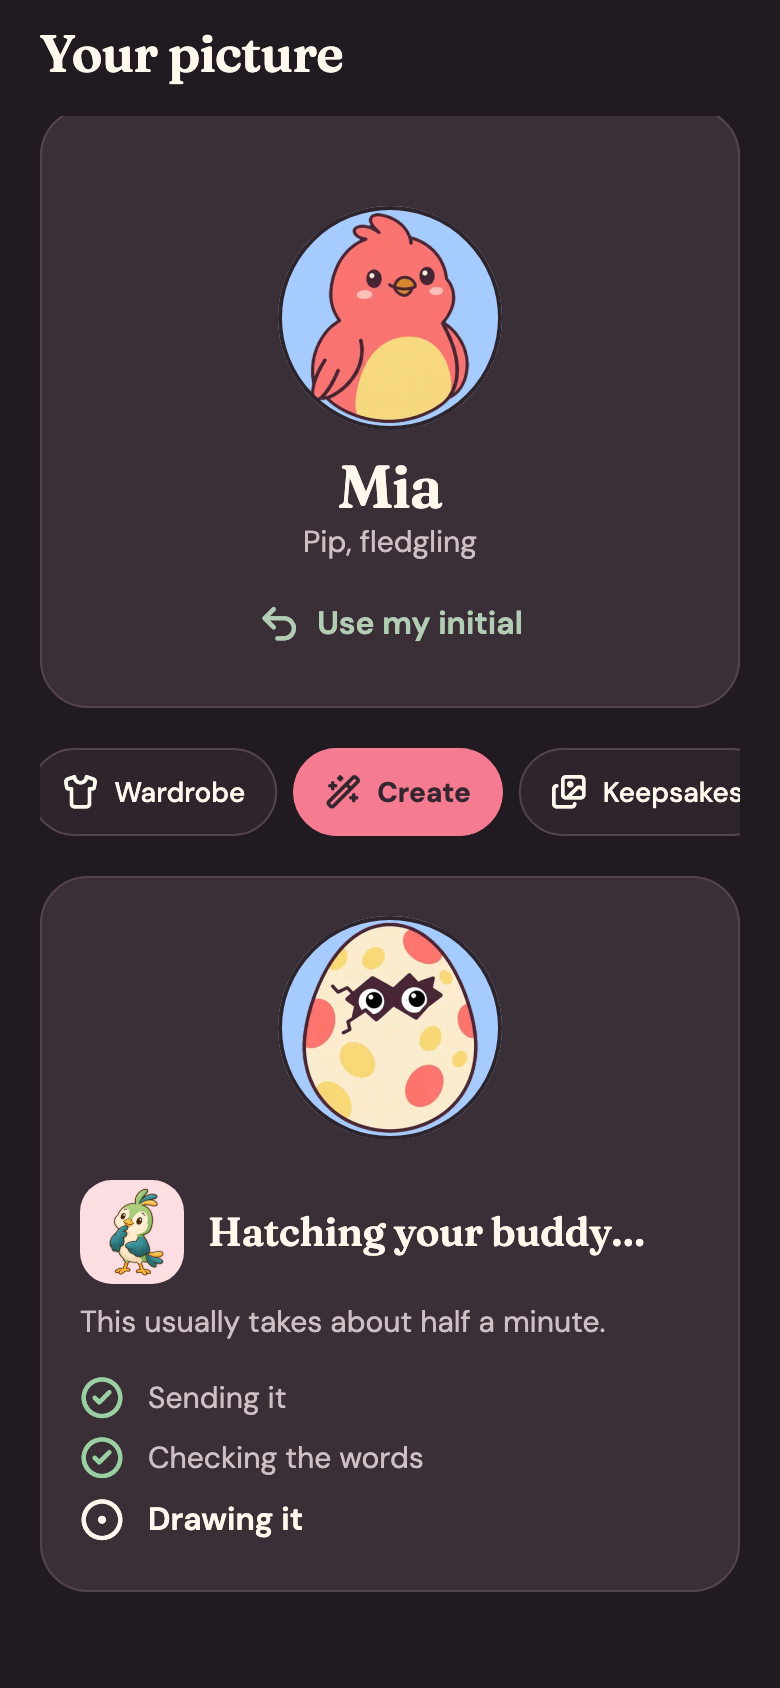 Your picture
Mia
Pip, fledgling
Use my initial
Wardrobe
Create
Keepsakes
Hatching your buddy...
This usually takes about half a minute.
Sending it
Checking the words
Drawing it